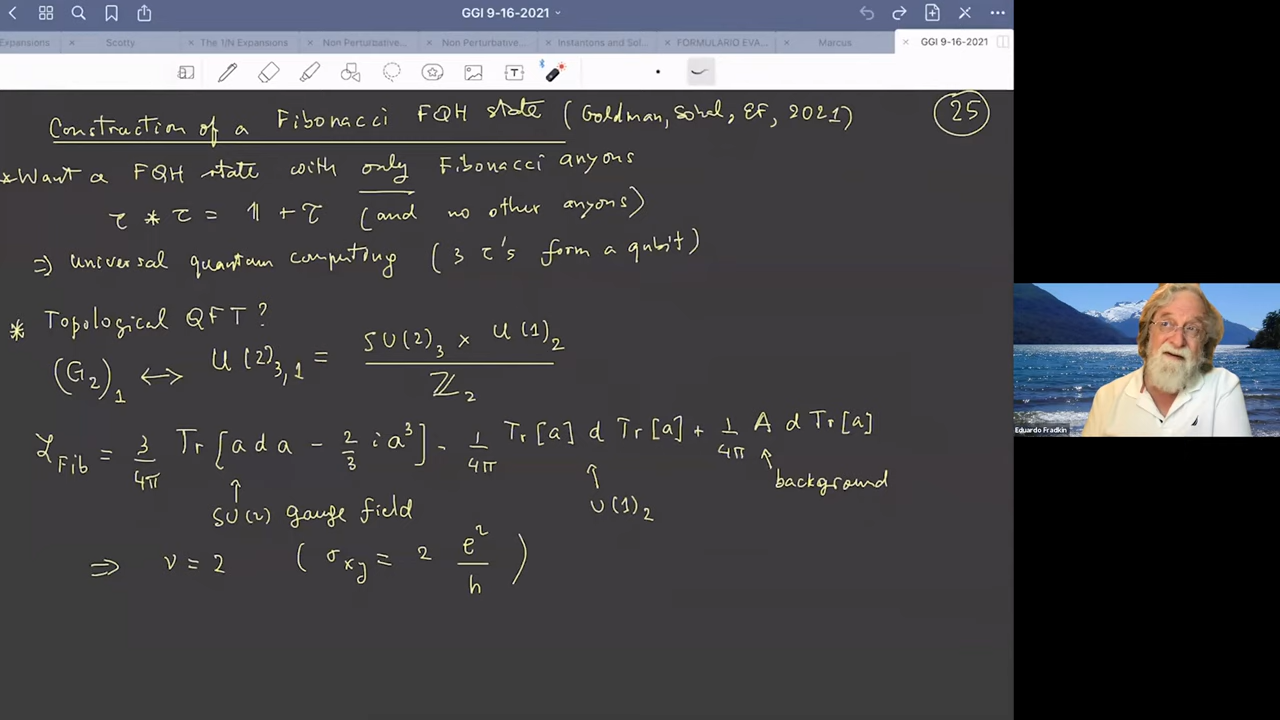 GGI 9-16-2021
Expansions
Scotty
The 1/N Expansions
Non Perturbative...
Non Perturbative...
Instantons and Sol...
FORMULARIO EVA...
Marcus
GGI 9-16-2021
Construction of a Fibonacci FQH state (Goldman, Sohal, EF, 2021)
25
* Want a FQH state with only Fibonacci anyons
τ * τ = 𝟙 + τ (and no other anyons)
⇒ universal quantum computing (3 τ's form a qubit)
* Topological QFT?
(G₂)₁ ↔ U(2)₃,₁ = SU(2)₃ × U(1)₂ / ℤ₂
ℒ_Fib = 3/4π Tr[a d a - 2/3 i a³] - 1/4π Tr[a] d Tr[a] + 1/4π A d Tr[a]
↑ SU(2) gauge field
↑ U(1)₂
↑ background
⇒ ν = 2 (σ_xy = 2 e²/h)
Eduardo Fradkin